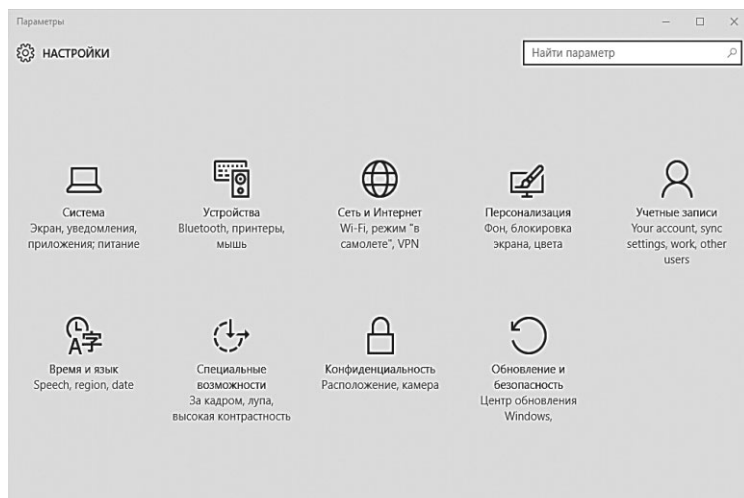 Параметры
НАСТРОЙКИ
Найти параметр
Система
Экран, уведомления,
приложения; питание
Устройства
Bluetooth, принтеры,
мышь
Сеть и Интернет
Wi-Fi, режим "в
самолете", VPN
Персонализация
Фон, блокировка
экрана, цвета
Учетные записи
Your account, sync
settings, work, other
users
Время и язык
Speech, region, date
Специальные
возможности
За кадром, лупа,
высокая контрастность
Конфиденциальность
Расположение, камера
Обновление и
безопасность
Центр обновления
Windows,